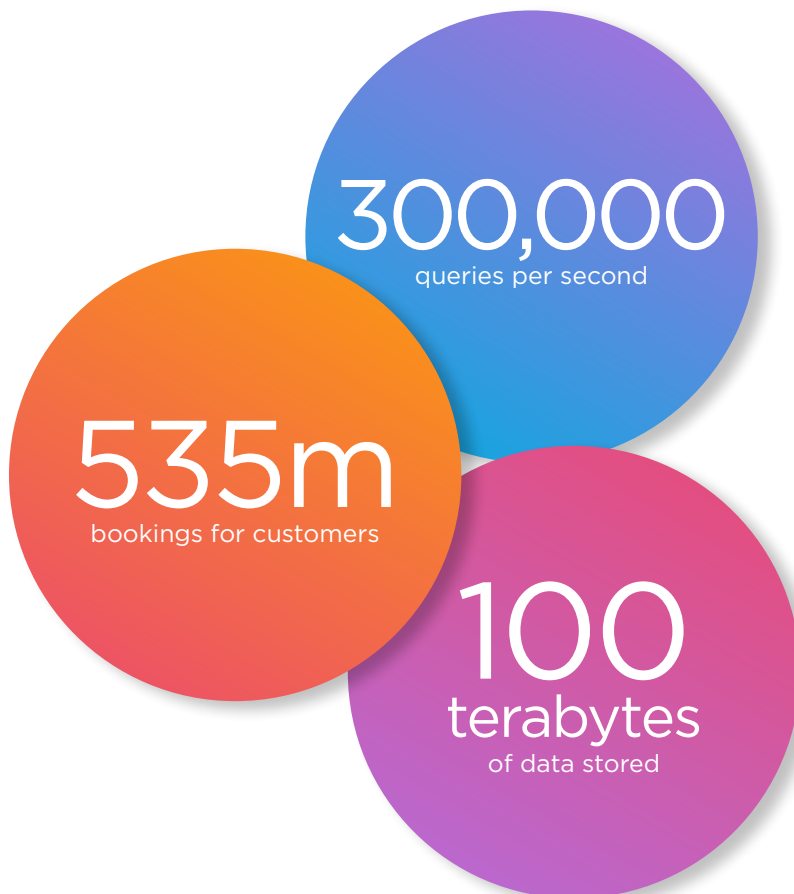 300,000
queries per second
535m
bookings for customers
100
terabytes
of data stored